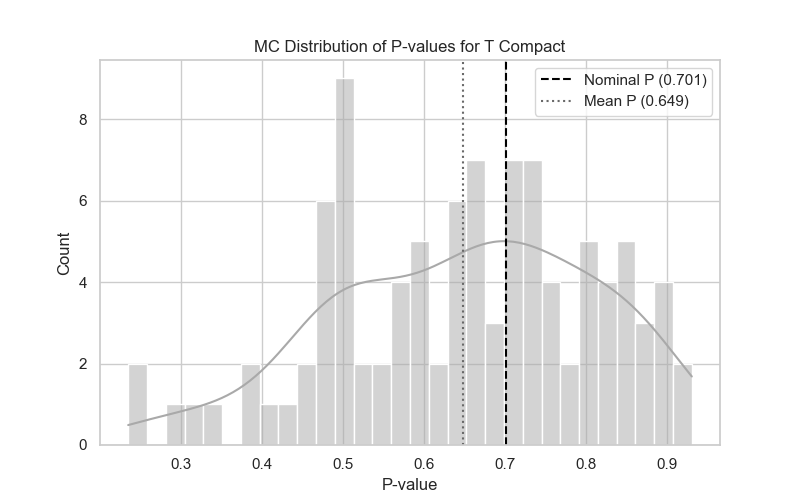 MC Distribution of P-values for T Compact
Nominal P (0.701)
Mean P (0.649)
Count
8
6
4
2
0
0.3 0.4 0.5 0.6 0.7 0.8 0.9
P-value